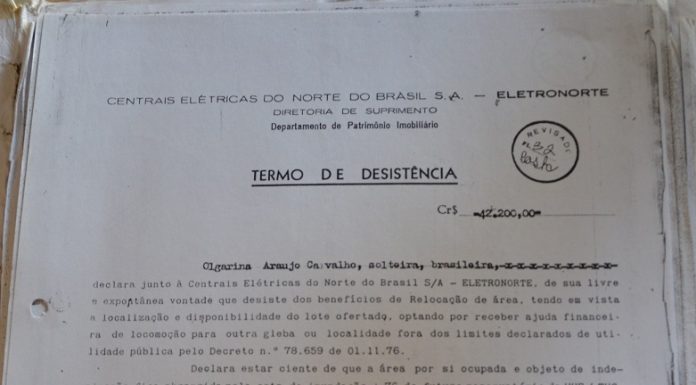 CENTRAIS ELÉTRICAS DO NORTE DO BRASIL S.A. — ELETRONORTE
DIRETORIA DE SUPRIMENTO
Departamento de Patrimônio Imobiliário
REVISADO
nº 32
TERMO DE DESISTÊNCIA
Cr$ -42.200,00-
Olgarina Araujo Carvalho, solteira, brasileira,-x-x-x-x-x-x-x-x
declara junto à Centrais Elétricas do Norte do Brasil S/A - ELETRONORTE, de sua livre
e expontânea vontade que desiste dos benefícios de Relocação de área, tendo em vista
a localização e disponibilidade do lote ofertado, optando por receber ajuda financei
ra de locomoção para outra gleba ou localidade fora dos limites declarados de uti-
lidade pública pelo Decreto n.º 78.659 de 01.11.76.
Declara estar ciente de que a área por si ocupada e objeto de inde-